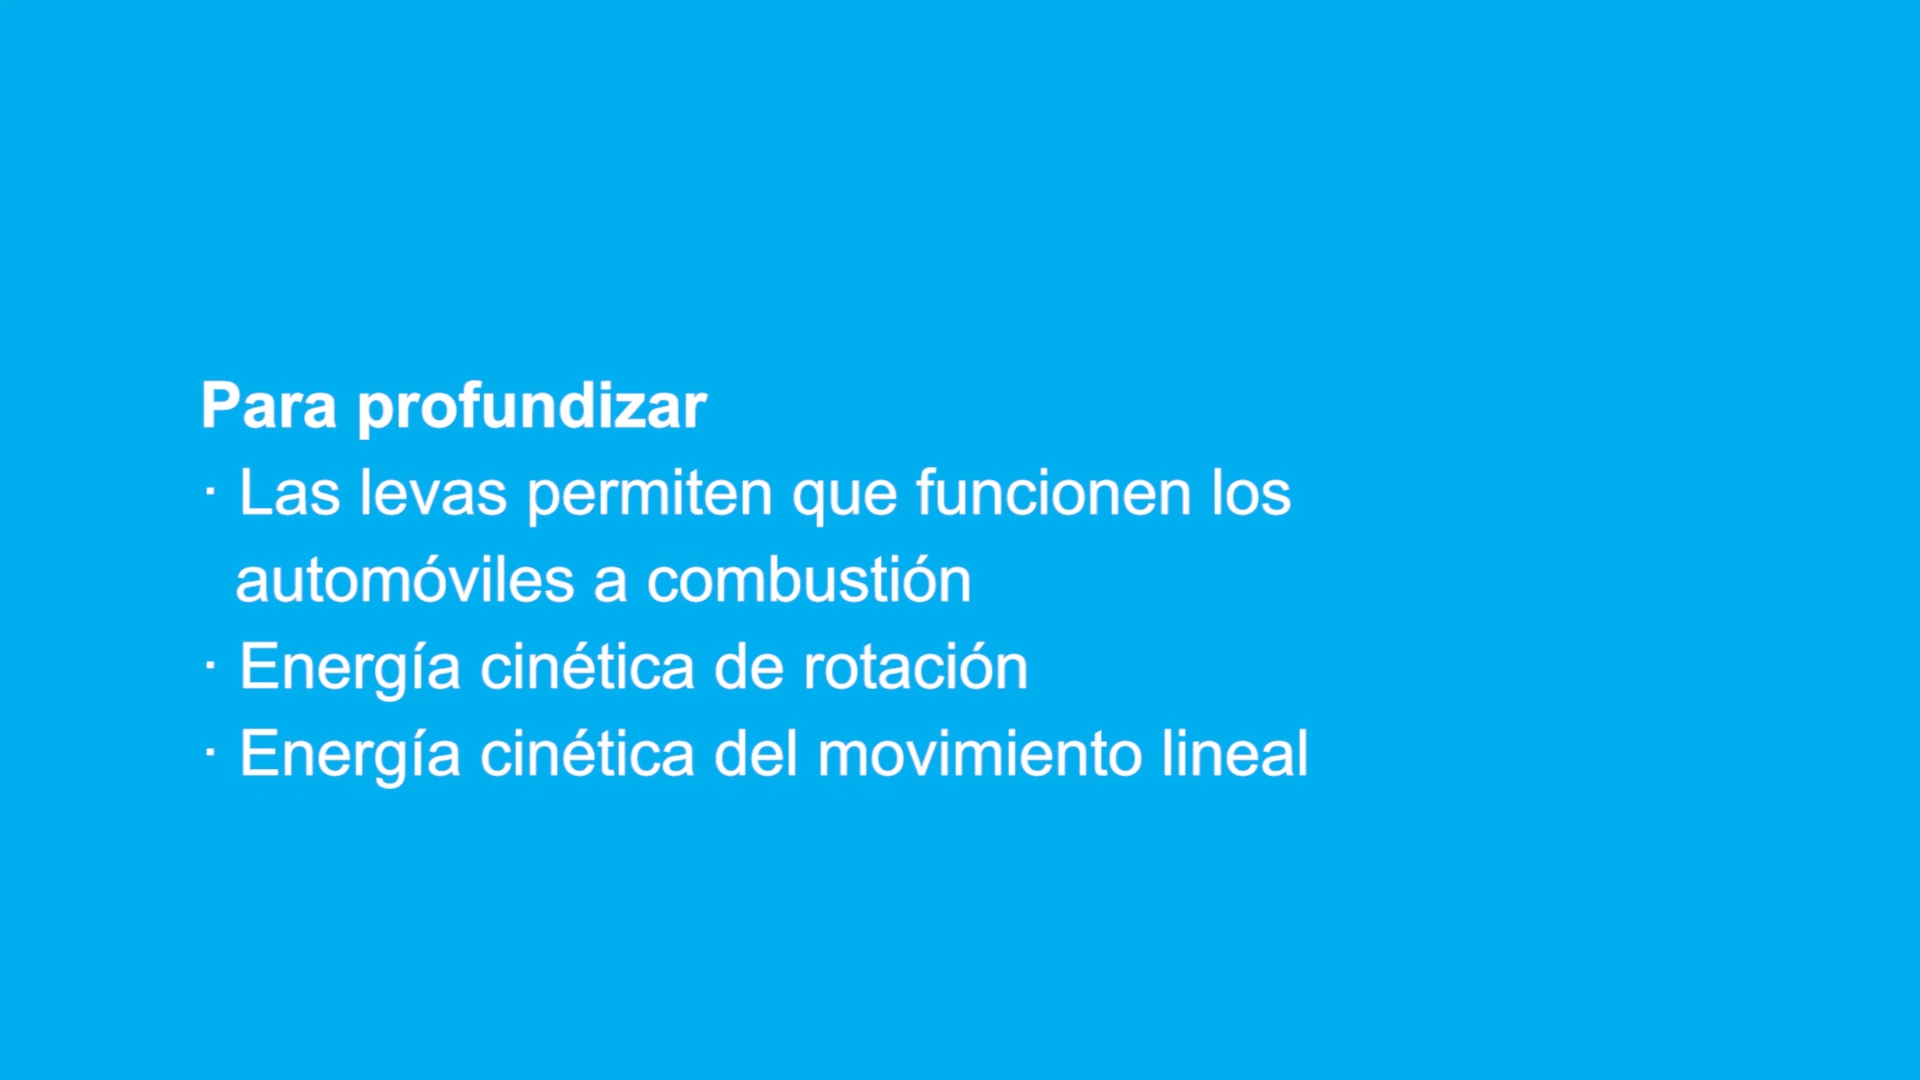 Para profundizar
· Las levas permiten que funcionen los
automóviles a combustión
· Energía cinética de rotación
· Energía cinética del movimiento lineal